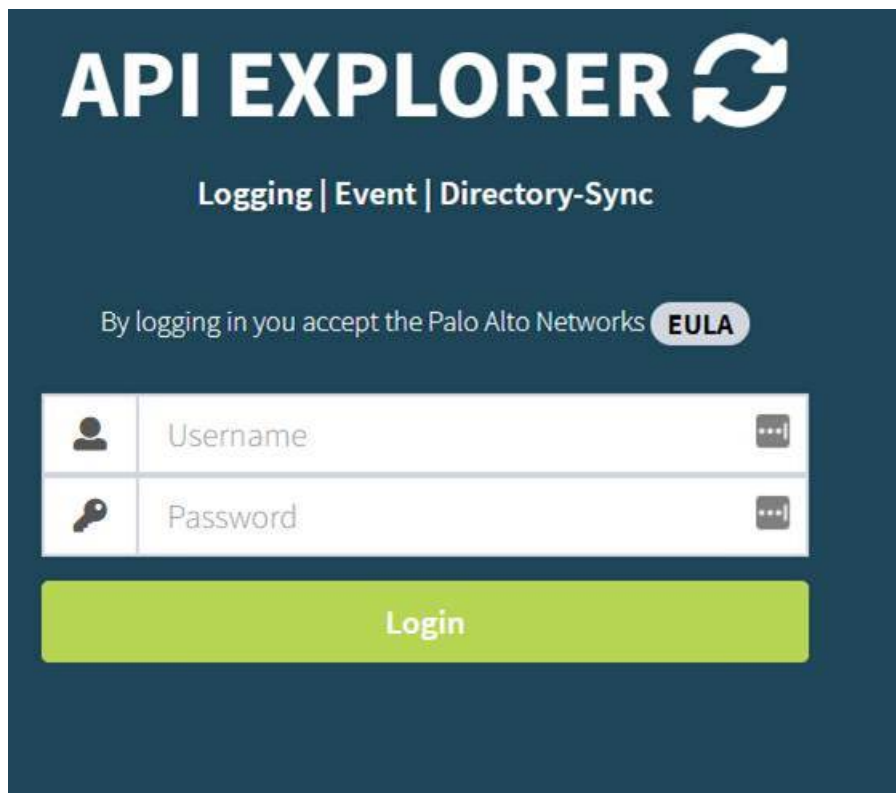 API EXPLORER
Logging | Event | Directory-Sync
By logging in you accept the Palo Alto Networks EULA
Username
Password
Login